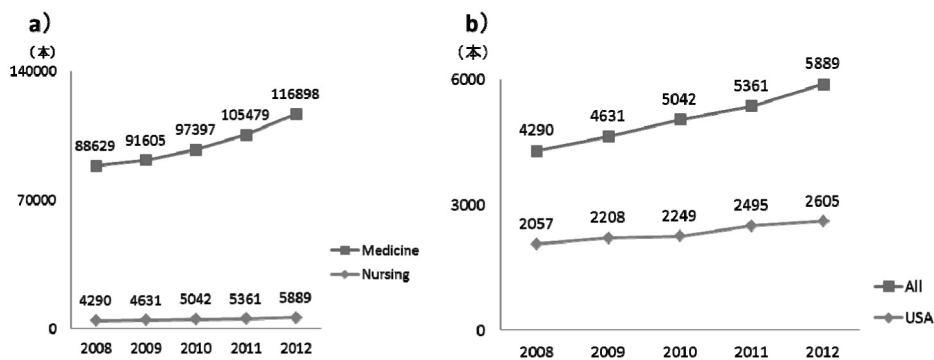 a)
(本)
140000
116898
105479
97397
91605
88629
70000
Medicine
Nursing
4290 4631 5042 5361 5889
0
2008 2009 2010 2011 2012
b)
(本)
6000
5889
5361
5042
4631
4290
3000
2057 2208 2249 2495 2605
All
USA
0
2008 2009 2010 2011 2012